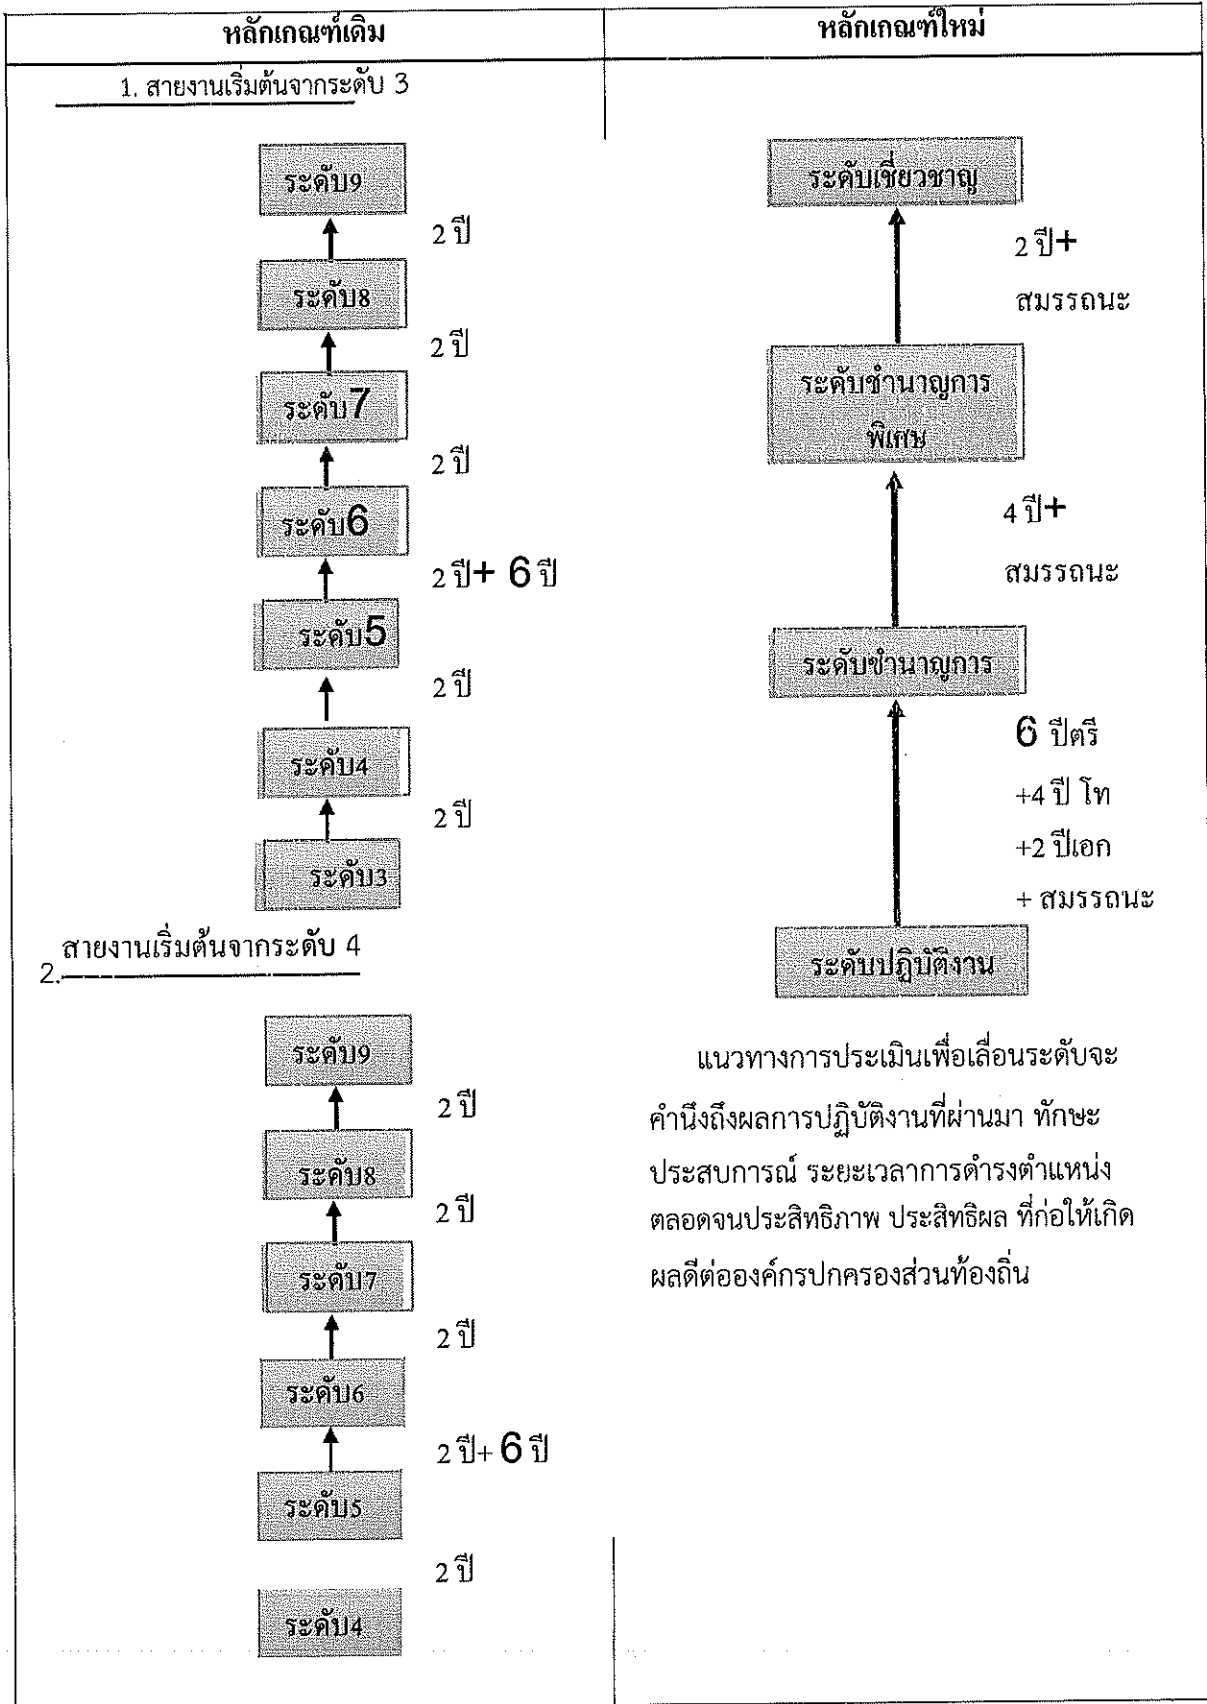 หลักเกณฑ์เดิม
หลักเกณฑ์ใหม่
1. สายงานเริ่มต้นจากระดับ 3
ระดับ9
2 ปี
ระดับ8
2 ปี
ระดับ7
2 ปี
ระดับ6
2 ปี+ 6 ปี
ระดับ5
2 ปี
ระดับ4
2 ปี
ระดับ3
2. สายงานเริ่มต้นจากระดับ 4
ระดับ9
2 ปี
ระดับ8
2 ปี
ระดับ7
2 ปี
ระดับ6
2 ปี+ 6 ปี
ระดับ5
2 ปี
ระดับ4
ระดับเชี่ยวชาญ
2 ปี+
สมรรถนะ
ระดับชำนาญการ
พิเศษ
4 ปี+
สมรรถนะ
ระดับชำนาญการ
6 ปีตรี
+4 ปี โท
+2 ปีเอก
+ สมรรถนะ
ระดับปฏิบัติงาน
แนวทางการประเมินเพื่อเลื่อนระดับจะ
คำนึงถึงผลการปฏิบัติงานที่ผ่านมา ทักษะ
ประสบการณ์ ระยะเวลาการดำรงตำแหน่ง
ตลอดจนประสิทธิภาพ ประสิทธิผล ที่ก่อให้เกิด
ผลดีต่อองค์กรปกครองส่วนท้องถิ่น